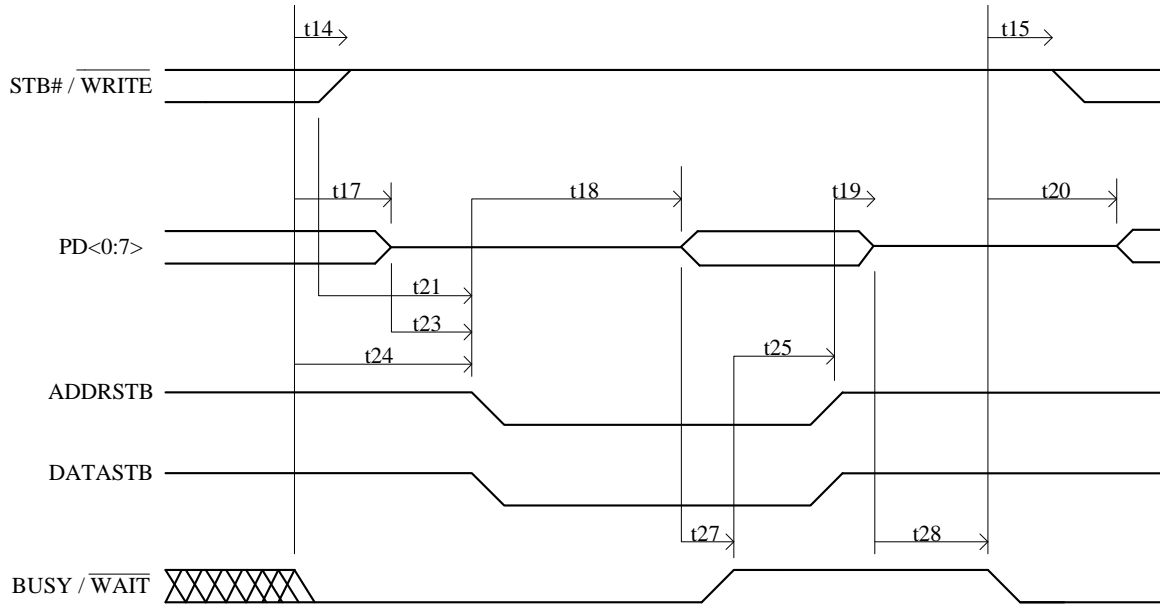 t14
t15
STB# / WRITE
t17
t18
t19
t20
PD<0:7>
t21
t23
t24
t25
ADDRSTB
DATASTB
t27
t28
BUSY / WAIT